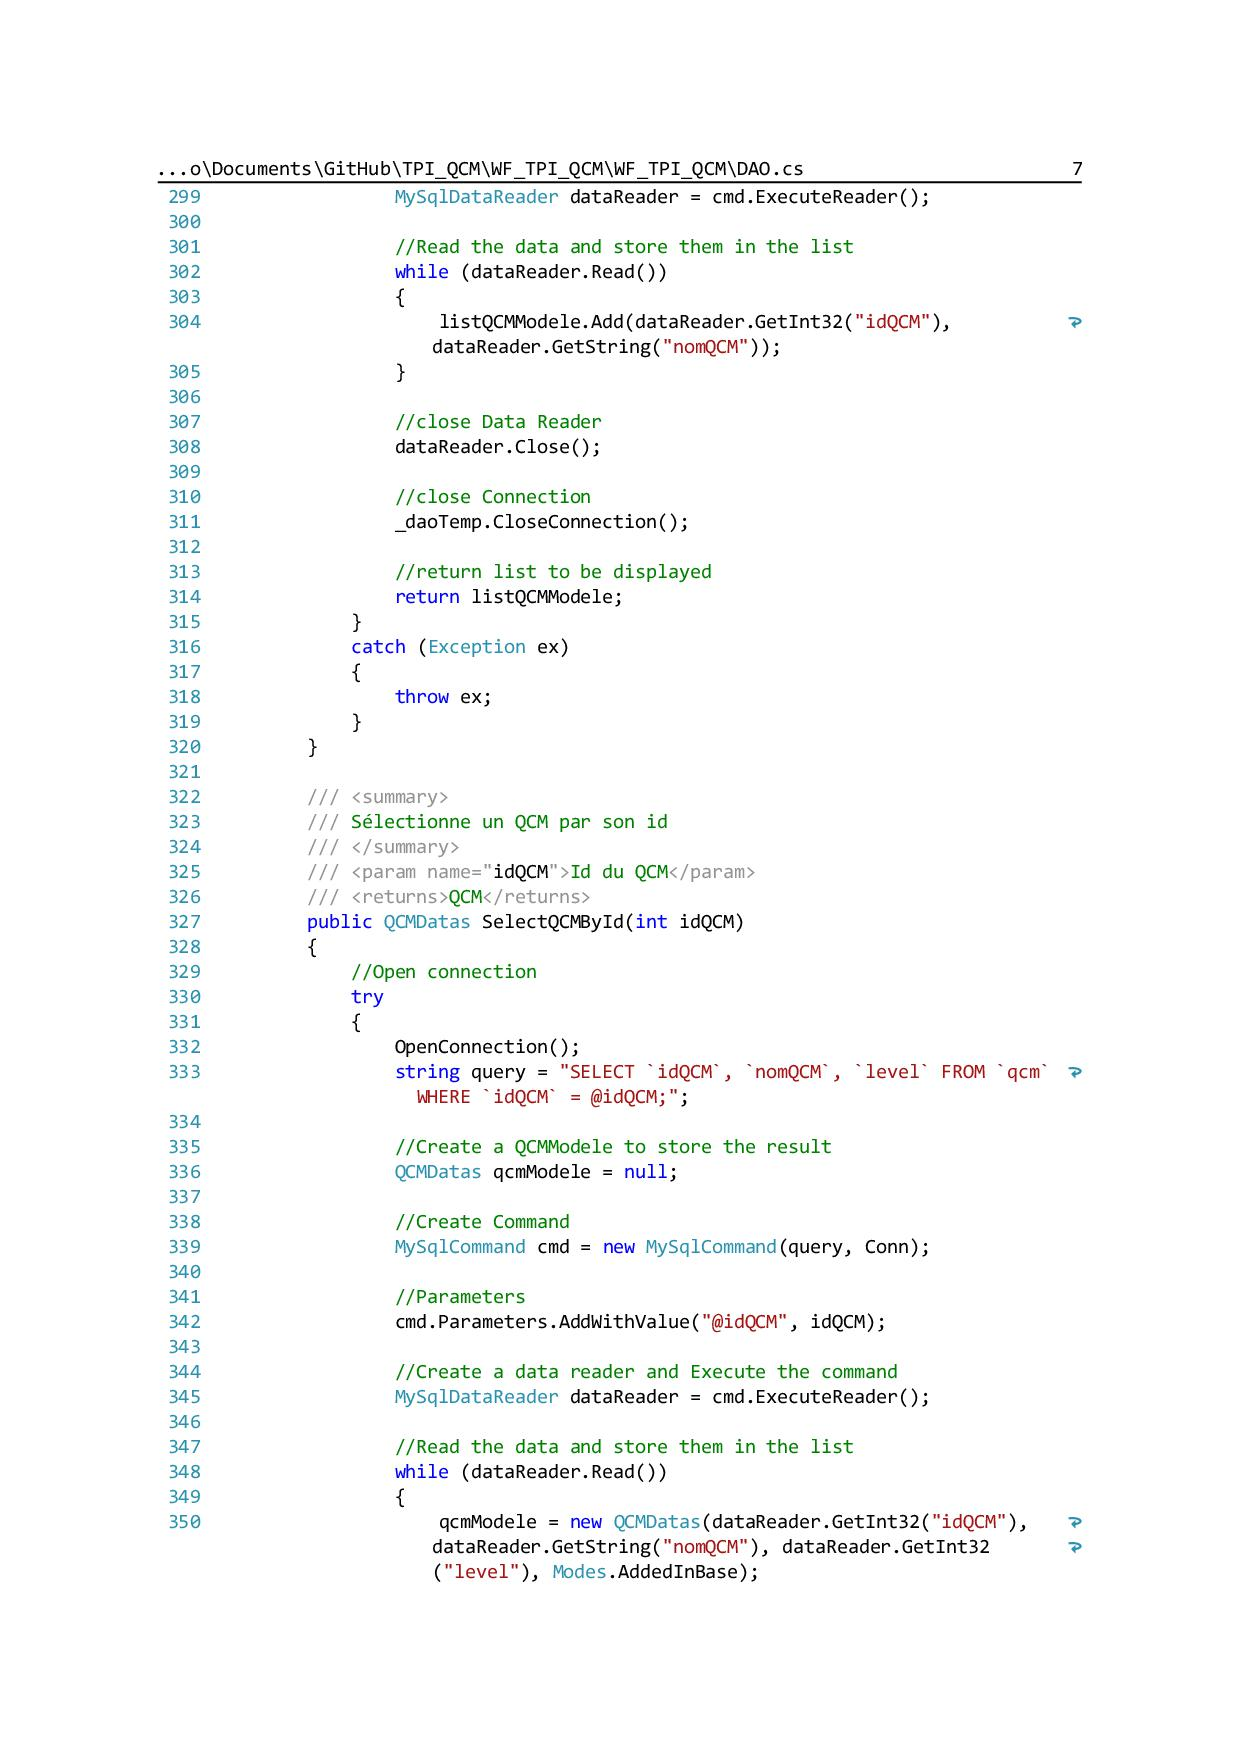 ...o\Documents\GitHub\TPI_QCM\WF_TPI_QCM\WF_TPI_QCM\DAO.cs 7
299 MySqlDataReader dataReader = cmd.ExecuteReader();
300
301 //Read the data and store them in the list
302 while (dataReader.Read())
303 {
304 listQCMModele.Add(dataReader.GetInt32("idQCM"),
dataReader.GetString("nomQCM"));
305 }
306
307 //close Data Reader
308 dataReader.Close();
309
310 //close Connection
311 _daoTemp.CloseConnection();
312
313 //return list to be displayed
314 return listQCMModele;
315 }
316 catch (Exception ex)
317 {
318 throw ex;
319 }
320 }
321
322 /// <summary>
323 /// Sélectionne un QCM par son id
324 /// </summary>
325 /// <param name="idQCM">Id du QCM</param>
326 /// <returns>QCM</returns>
327 public QCMDatas SelectQCMById(int idQCM)
328 {
329 //Open connection
330 try
331 {
332 OpenConnection();
333 string query = "SELECT `idQCM`, `nomQCM`, `level` FROM `qcm`
WHERE `idQCM` = @idQCM;";
334
335 //Create a QCMModele to store the result
336 QCMDatas qcmModele = null;
337
338 //Create Command
339 MySqlCommand cmd = new MySqlCommand(query, Conn);
340
341 //Parameters
342 cmd.Parameters.AddWithValue("@idQCM", idQCM);
343
344 //Create a data reader and Execute the command
345 MySqlDataReader dataReader = cmd.ExecuteReader();
346
347 //Read the data and store them in the list
348 while (dataReader.Read())
349 {
350 qcmModele = new QCMDatas(dataReader.GetInt32("idQCM"),
dataReader.GetString("nomQCM"), dataReader.GetInt32
("level"), Modes.AddedInBase);